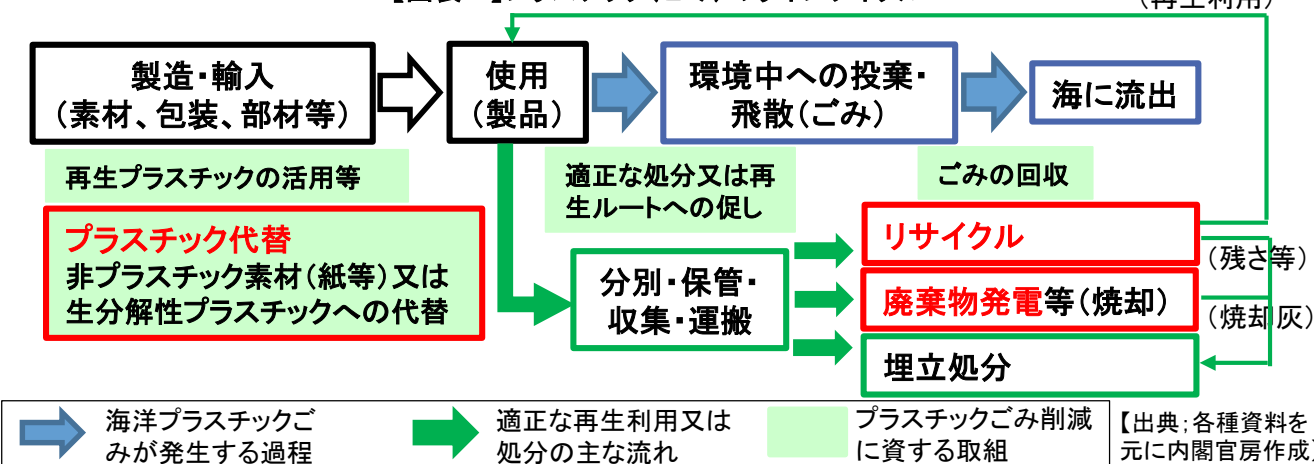 (再生利用)
製造・輸入
(素材、包装、部材等)
使用
(製品)
環境中への投棄・
飛散(ごみ)
海に流出
再生プラスチックの活用等
適正な処分又は再
生ルートへの促し
ごみの回収
プラスチック代替
非プラスチック素材(紙等)又は
生分解性プラスチックへの代替
分別・保管・
収集・運搬
リサイクル
(残さ等)
廃棄物発電等(焼却)
(焼却灰)
埋立処分
海洋プラスチックご
みが発生する過程
適正な再生利用又は
処分の主な流れ
プラスチックごみ削減
に資する取組
【出典;各種資料を
元に内閣官房作成】